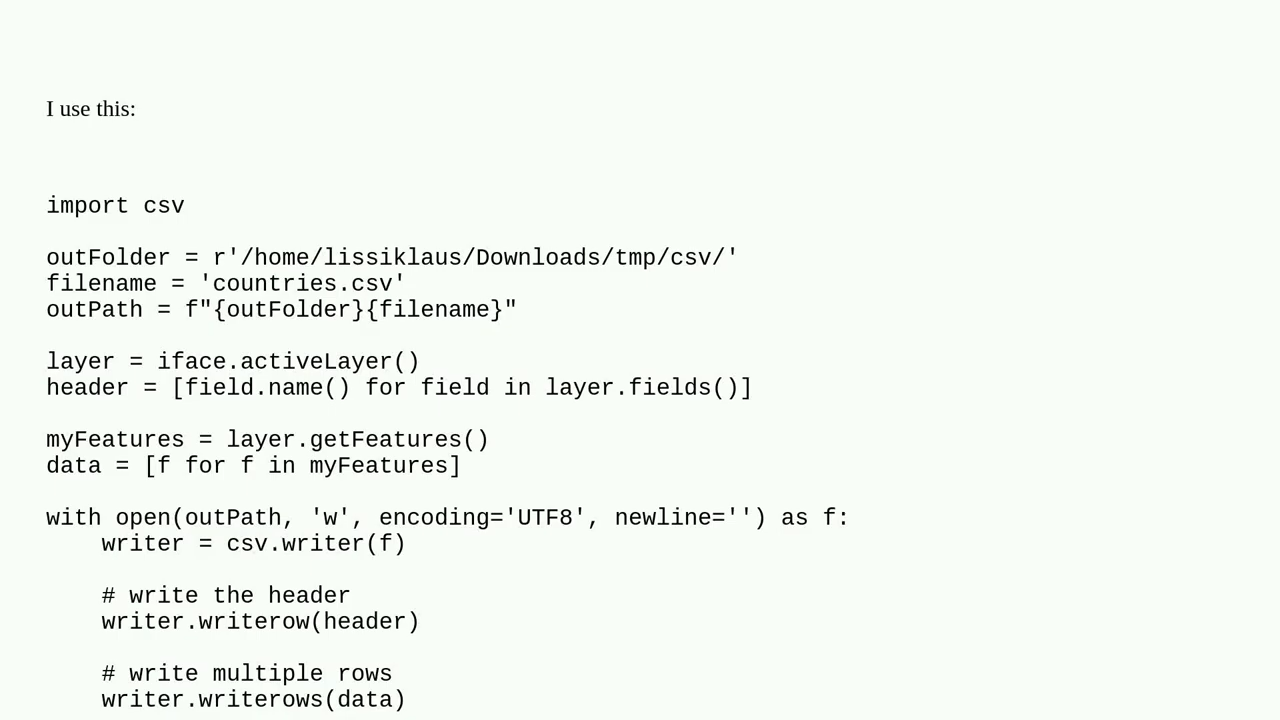 I use this:
import csv
outFolder = r'/home/lissiklaus/Downloads/tmp/csv/'
filename = 'countries.csv'
outPath = f"{outFolder}{filename}"
layer = iface.activeLayer()
header = [field.name() for field in layer.fields()]
myFeatures = layer.getFeatures()
data = [f for f in myFeatures]
with open(outPath, 'w', encoding='UTF8', newline='') as f:
    writer = csv.writer(f)
    # write the header
    writer.writerow(header)
    # write multiple rows
    writer.writerows(data)